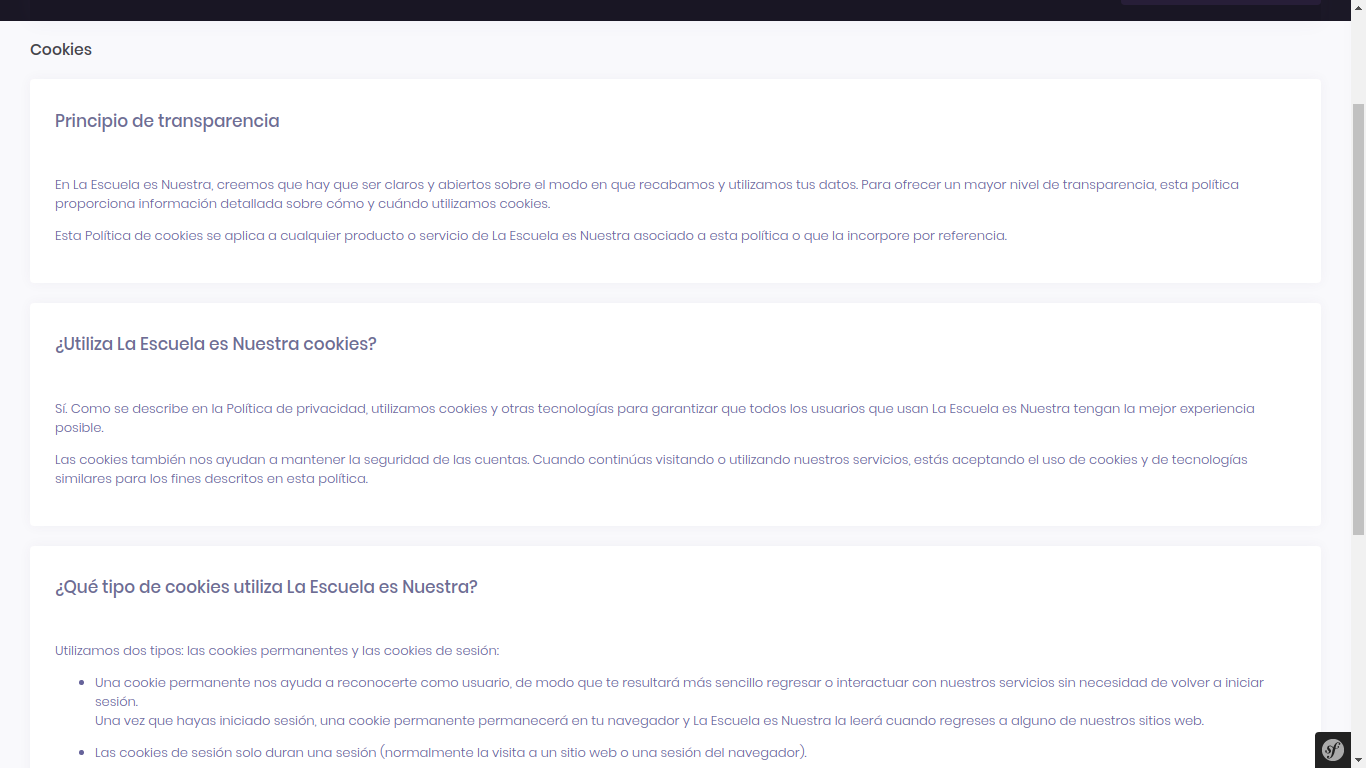 Cookies
Principio de transparencia
En La Escuela es Nuestra, creemos que hay que ser claros y abiertos sobre el modo en que recabamos y utilizamos tus datos. Para ofrecer un mayor nivel de transparencia, esta política
proporciona información detallada sobre cómo y cuándo utilizamos cookies.
Esta Política de cookies se aplica a cualquier producto o servicio de La Escuela es Nuestra asociado a esta política o que la incorpore por referencia.
¿Utiliza La Escuela es Nuestra cookies?
Sí. Como se describe en la Política de privacidad, utilizamos cookies y otras tecnologías para garantizar que todos los usuarios que usan La Escuela es Nuestra tengan la mejor experiencia
posible.
Las cookies también nos ayudan a mantener la seguridad de las cuentas. Cuando continúas visitando o utilizando nuestros servicios, estás aceptando el uso de cookies y de tecnologías
similares para los fines descritos en esta política.
¿Qué tipo de cookies utiliza La Escuela es Nuestra?
Utilizamos dos tipos: las cookies permanentes y las cookies de sesión:
Una cookie permanente nos ayuda a reconocerte como usuario, de modo que te resultará más sencillo regresar o interactuar con nuestros servicios sin necesidad de volver a iniciar
sesión.
Una vez que hayas iniciado sesión, una cookie permanente permanecerá en tu navegador y La Escuela es Nuestra la leerá cuando regreses a alguno de nuestros sitios web.
Las cookies de sesión solo duran una sesión (normalmente la visita a un sitio web o una sesión del navegador).
sf